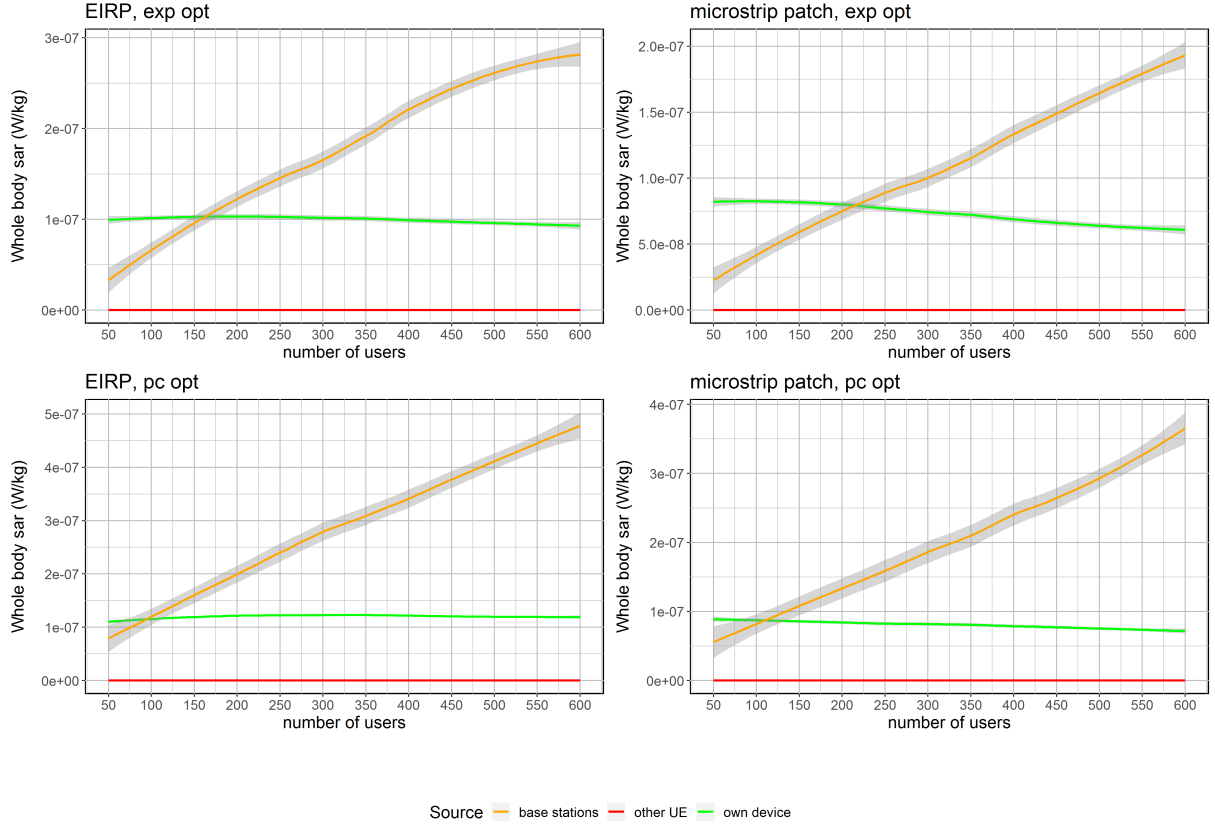 EIRP, exp opt
Whole body sar (W/kg)
3e-07
2e-07
1e-07
0e+00
50 100 150 200 250 300 350 400 450 500 550 600
number of users
microstrip patch, exp opt
Whole body sar (W/kg)
2.0e-07
1.5e-07
1.0e-07
5.0e-08
0.0e+00
50 100 150 200 250 300 350 400 450 500 550 600
number of users
EIRP, pc opt
Whole body sar (W/kg)
5e-07
4e-07
3e-07
2e-07
1e-07
0e+00
50 100 150 200 250 300 350 400 450 500 550 600
number of users
microstrip patch, pc opt
Whole body sar (W/kg)
4e-07
3e-07
2e-07
1e-07
0e+00
50 100 150 200 250 300 350 400 450 500 550 600
number of users
Source base stations other UE own device